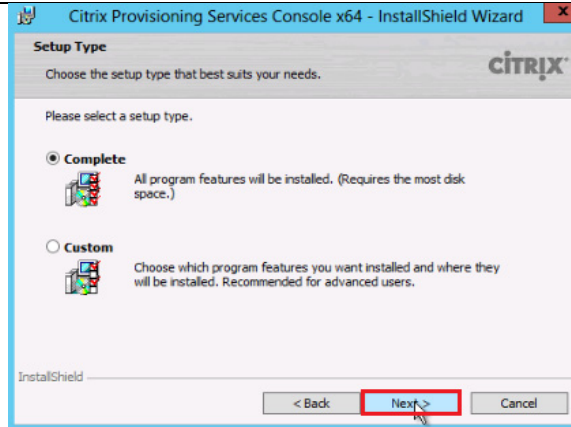 Citrix Provisioning Services Console x64 - InstallShield Wizard
x
Setup Type
Choose the setup type that best suits your needs.
CİTRIX
Please select a setup type.
Complete
All program features will be installed. (Requires the most disk
space.)
Custom
Choose which program features you want installed and where they
will be installed. Recommended for advanced users.
InstallShield
< Back
Next >
Cancel